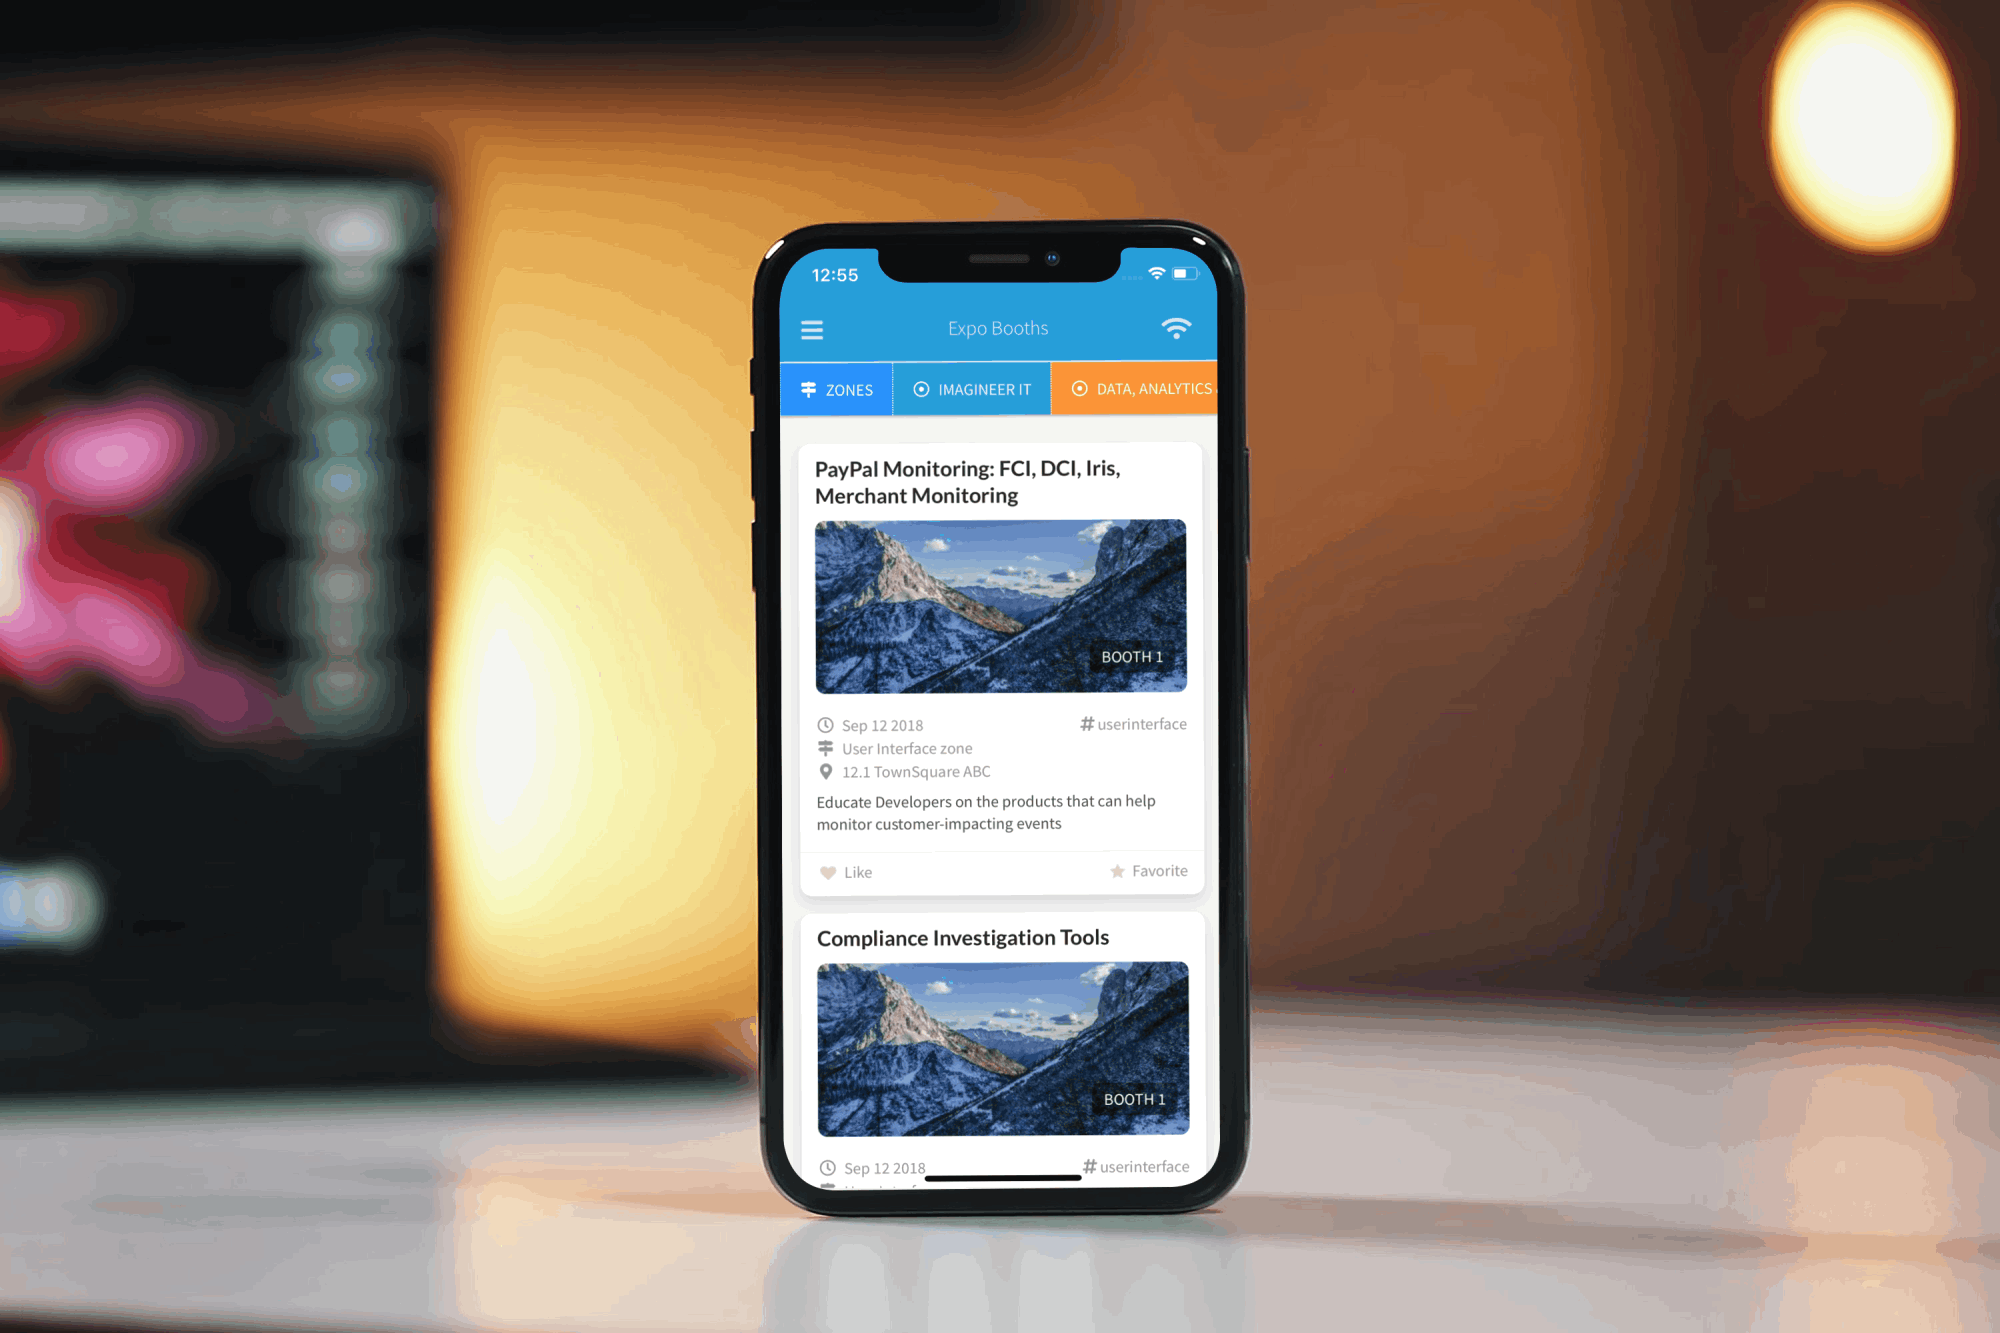 12:55
Expo Booths
ZONES
IMAGINEER IT
DATA, ANALYTICS
PayPal Monitoring: FCI, DCI, Iris,
Merchant Monitoring
BOOTH 1
Sep 12 2018
#userinterface
User Interface zone
12.1 TownSquare ABC
Educate Developers on the products that can help
monitor customer-impacting events
Like
Favorite
Compliance Investigation Tools
BOOTH 1
Sep 12 2018
#userinterface